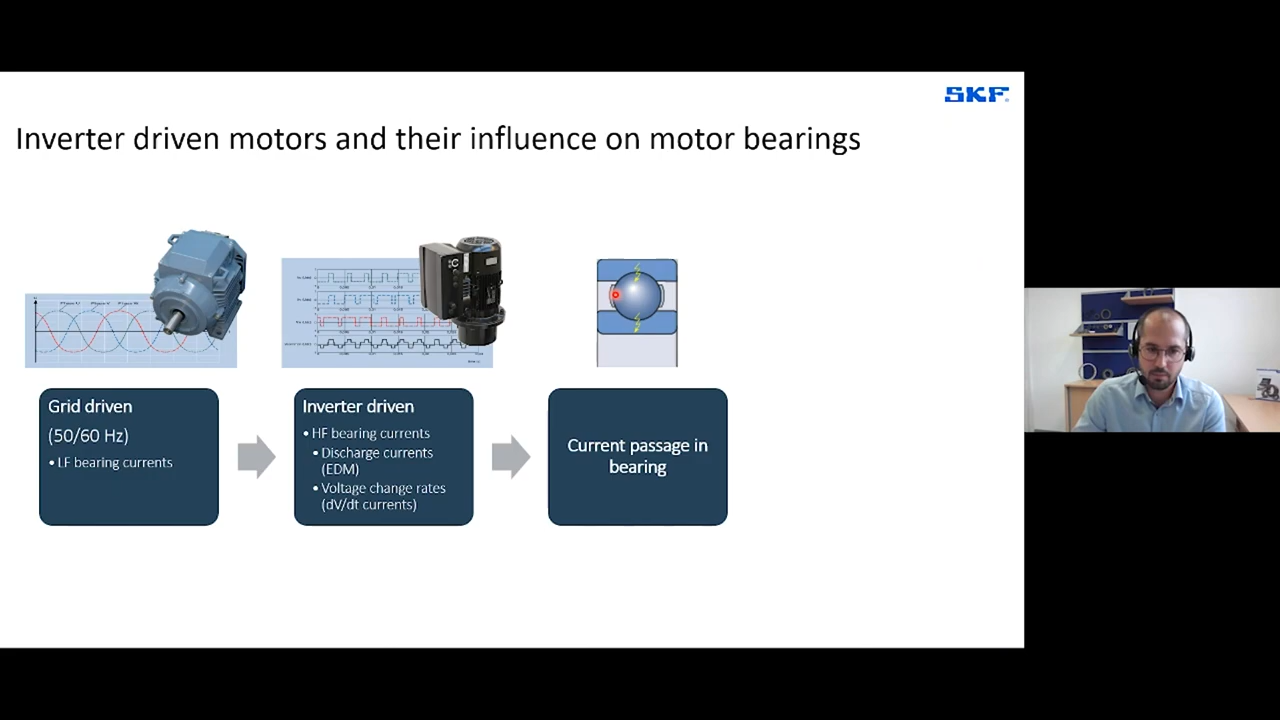 SKF
Inverter driven motors and their influence on motor bearings
Grid driven
(50/60 Hz)
• LF bearing currents
Inverter driven
• HF bearing currents
• Discharge currents
(EDM)
• Voltage change rates
(dV/dt currents)
Current passage in
bearing